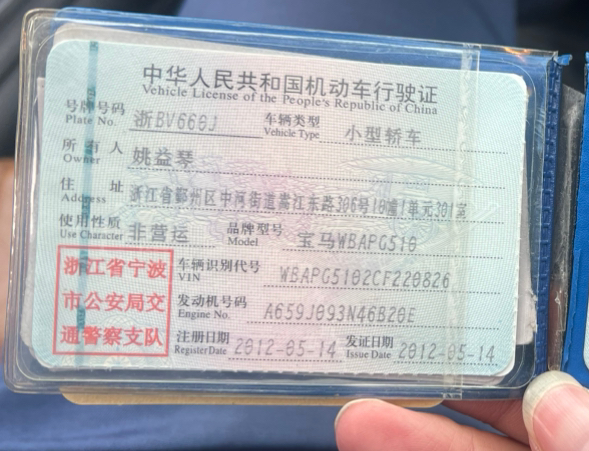 中华人民共和国机动车行驶证
Vehicle License of the People's Republic of China
号牌号码 浙BV660J 车辆类型 小型轿车
Plate No. Vehicle Type
所有人 姚益琴
Owner
住址 浙江省鄞州区中河街道嵩江东路306号10幢1单元301室
Address
使用性质 非营运 品牌型号 宝马WBAPG510
Use Character Model
浙江省宁波
市公安局交
通警察支队
车辆识别代号 WBAPG5102CF220826
VIN
发动机号码 A659J093N46B20E
Engine No.
注册日期 2012-05-14 发证日期 2012-05-14
Register Date Issue Date